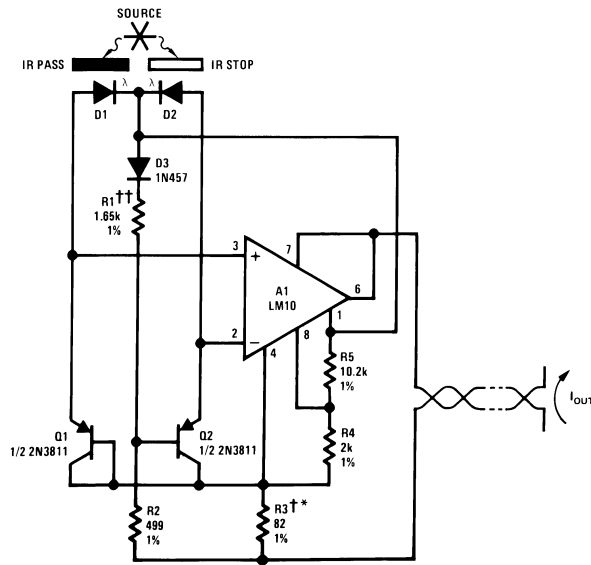 SOURCE
IR PASS
IR STOP
λ
λ
D1
D2
D3
1N457
R1††
1.65k
1%
3
+
7
A1
LM10
6
1
2
−
4
8
R5
10.2k
1%
IOUT
Q1
1/2 2N3811
Q2
1/2 2N3811
R4
2k
1%
R2
499
1%
R3†*
82
1%